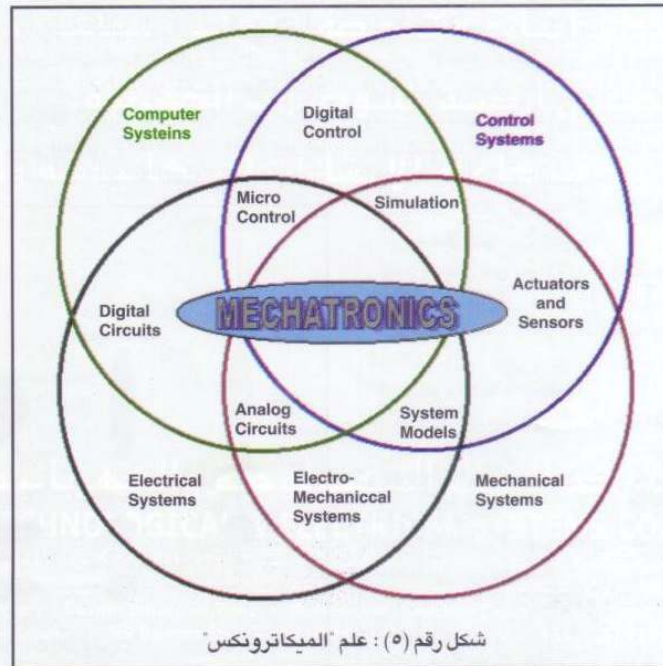 Computer
Systeins
Digital
Control
Control
Systems
Micro
Control
Simulation
Digital
Circuits
MECHATRONICS
Actuators
and
Sensors
Analog
Circuits
System
Models
Electrical
Systems
Electro-
Mechaniccal
Systems
Mechanical
Systems
شكل رقم (٥) : علم "الميكاترونكس"